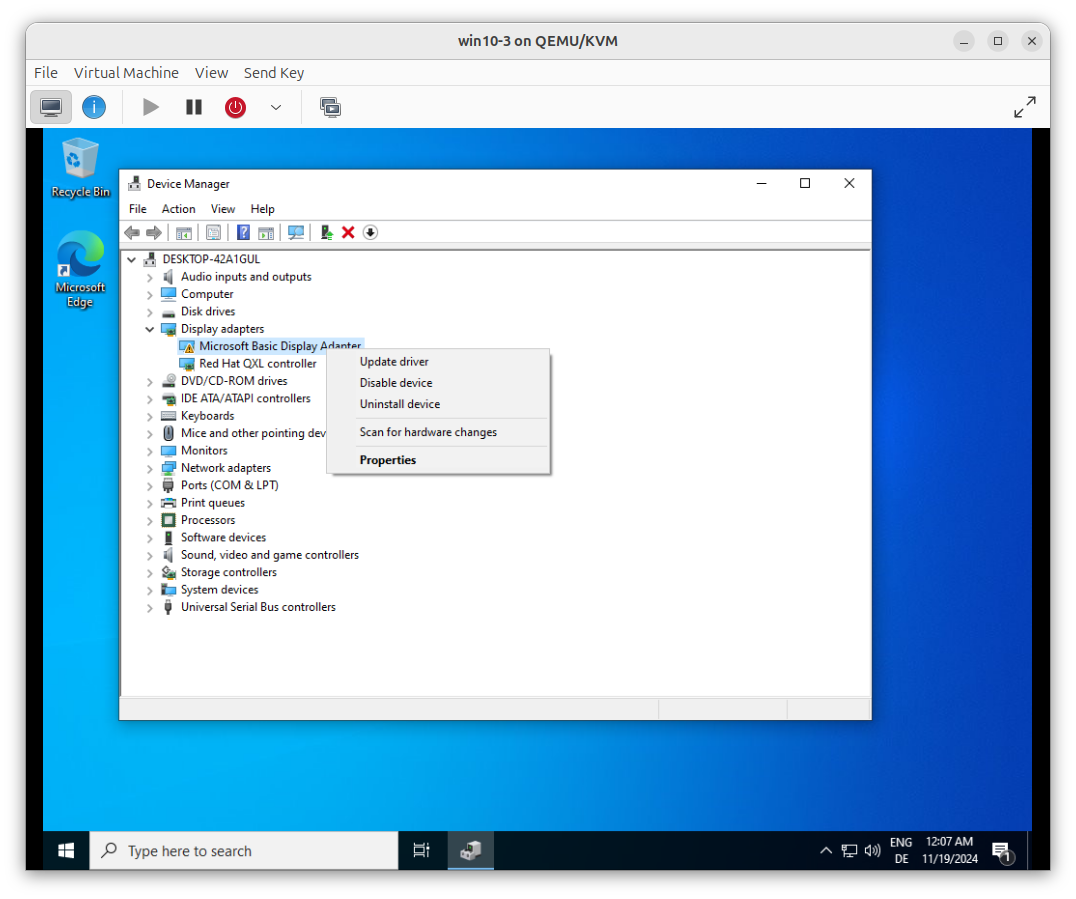 win10-3 on QEMU/KVM
File Virtual Machine View Send Key
Recycle Bin
Microsoft Edge
Device Manager
File Action View Help
DESKTOP-42A1GUL
Audio inputs and outputs
Computer
Disk drives
Display adapters
Microsoft Basic Display Adapter
Red Hat QXL controller
DVD/CD-ROM drives
IDE ATA/ATAPI controllers
Keyboards
Mice and other pointing dev
Monitors
Network adapters
Ports (COM & LPT)
Print queues
Processors
Software devices
Sound, video and game controllers
Storage controllers
System devices
Universal Serial Bus controllers
Update driver
Disable device
Uninstall device
Scan for hardware changes
Properties
Type here to search
ENG
DE
12:07 AM
11/19/2024
1